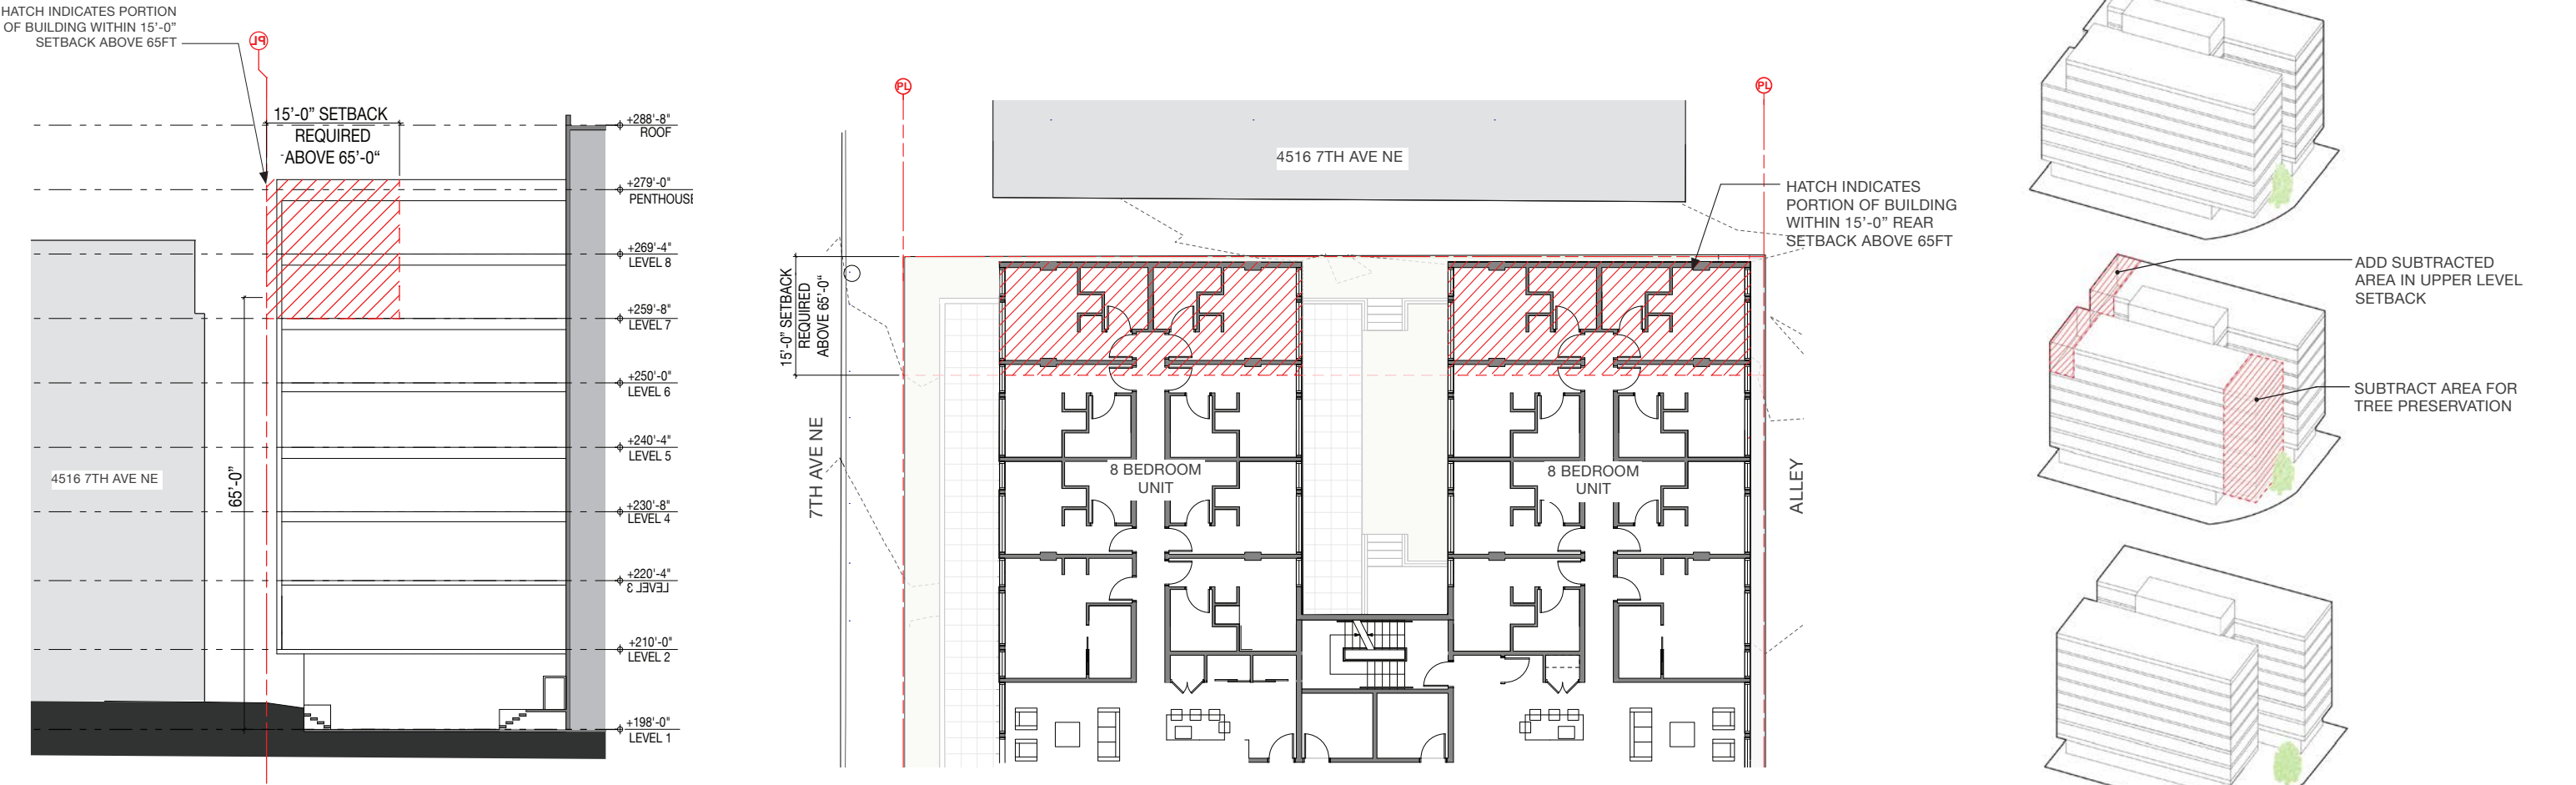 HATCH INDICATES PORTION
OF BUILDING WITHIN 15'-0"
SETBACK ABOVE 65FT
PL
15'-0" SETBACK
REQUIRED
ABOVE 65'-0"
+288'-8"
ROOF
+279'-0"
PENTHOUSE
+269'-4"
LEVEL 8
+259'-8"
LEVEL 7
+250'-0"
LEVEL 6
+240'-4"
LEVEL 5
+230'-8"
LEVEL 4
+220'-4"
LEVEL 3
+210'-0"
LEVEL 2
+198'-0"
LEVEL 1
4516 7TH AVE NE
65'-0"
PL
PL
4516 7TH AVE NE
HATCH INDICATES
PORTION OF BUILDING
WITHIN 15'-0" REAR
SETBACK ABOVE 65FT
15'-0" SETBACK
REQUIRED
ABOVE 65'-0"
7TH AVE NE
8 BEDROOM
UNIT
8 BEDROOM
UNIT
ALLEY
ADD SUBTRACTED
AREA IN UPPER LEVEL
SETBACK
SUBTRACT AREA FOR
TREE PRESERVATION